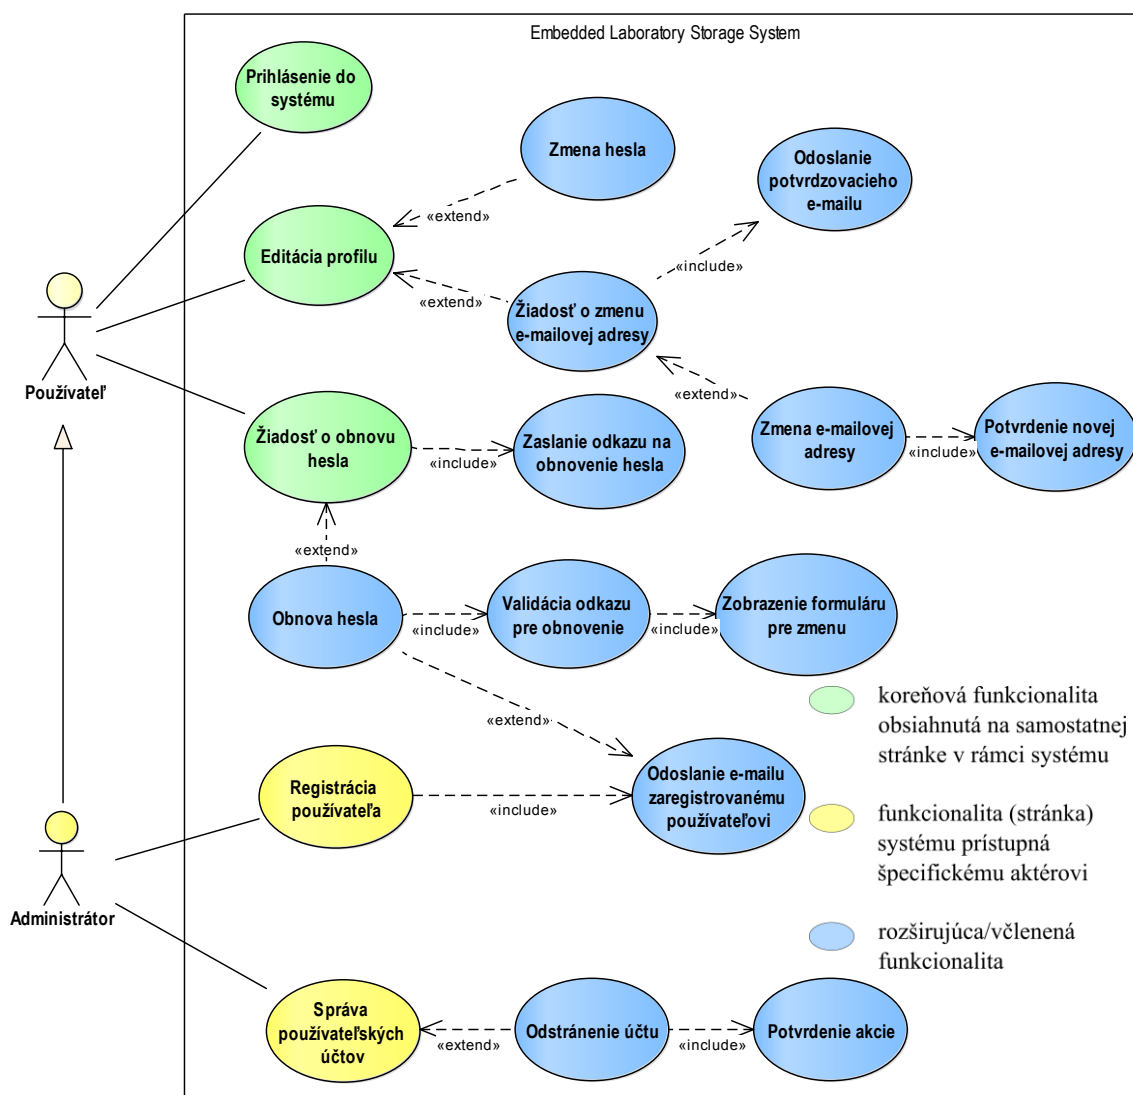 Embedded Laboratory Storage System
Prihlásenie do
systému
Zmena hesla
Odoslanie
potvrdzovacieho
e-mailu
«extend»
Editácia profilu
«include»
«extend»
Žiadosť o zmenu
e-mailovej adresy
Používateľ
«extend»
Žiadosť o obnovu
hesla
«include»
Zaslanie odkazu na
obnovenie hesla
Zmena e-mailovej
adresy
«include»
Potvrdenie novej
e-mailovej adresy
«extend»
Obnova hesla
«include»
Validácia odkazu
pre obnovenie
«include»
Zobrazenie formuláru
pre zmenu
«extend»
koreňová funkcionalita
obsiahnutá na samostatnej
stránke v rámci systému
Registrácia
používateľa
«include»
Odoslanie e-mailu
zaregistrovanému
používateľovi
funkcionalita (stránka)
systému prístupná
špecifickému aktérovi
Administrátor
rozširujúca/včlenená
funkcionalita
Správa
používateľských
účtov
«extend»
Odstránenie účtu
«include»
Potvrdenie akcie